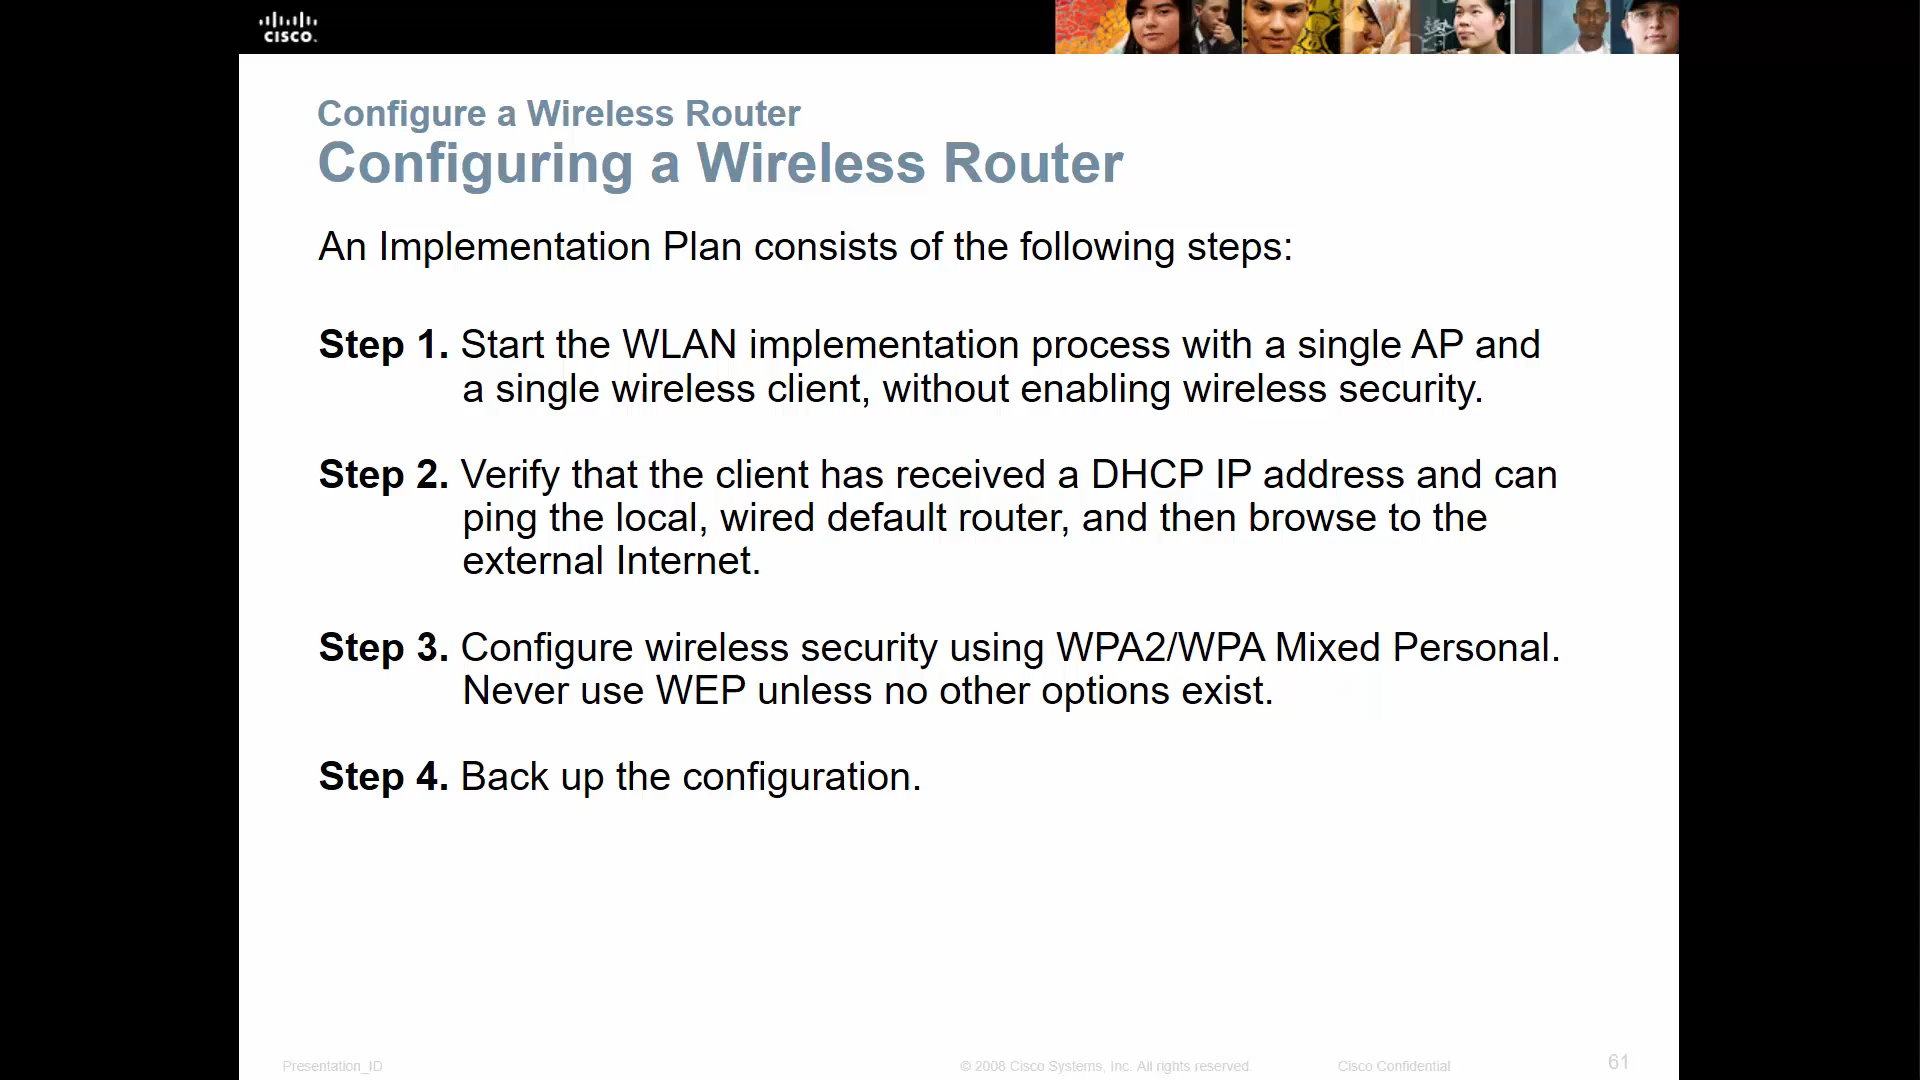 CISCO.
Configure a Wireless Router
Configuring a Wireless Router
An Implementation Plan consists of the following steps:
Step 1. Start the WLAN implementation process with a single AP and
a single wireless client, without enabling wireless security.
Step 2. Verify that the client has received a DHCP IP address and can
ping the local, wired default router, and then browse to the
external Internet.
Step 3. Configure wireless security using WPA2/WPA Mixed Personal.
Never use WEP unless no other options exist.
Step 4. Back up the configuration.
Presentation_ID © 2008 Cisco Systems, Inc. All rights reserved. Cisco Confidential 61